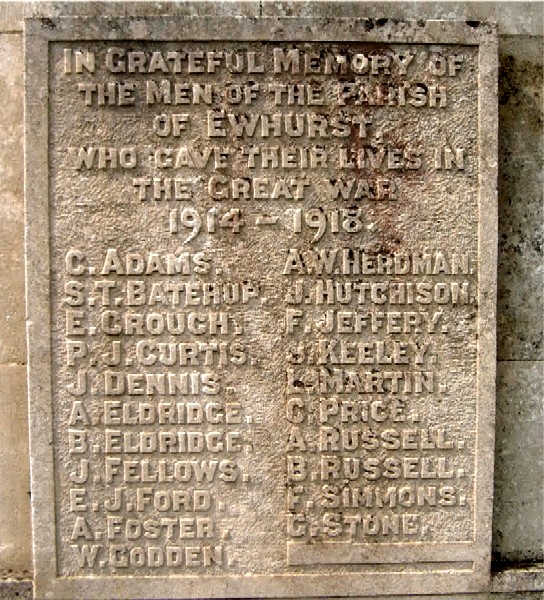 IN GRATEFUL MEMORY OF
THE MEN OF THE PARISH
OF EWHURST,
WHO GAVE THEIR LIVES IN
THE GREAT WAR
1914 - 1918.
C. ADAMS.
S. T. BATERUP.
E. CROUCH.
P. J. CURTIS.
J. DENNIS.
A. ELDRIDGE.
B. ELDRIDGE.
J. FELLOWS.
E. J. FORD.
A. FOSTER.
W. GODDEN.
A. W. HERDMAN.
J. HUTCHISON.
F. JEFFERY.
J. KEELEY.
L. MARTIN.
C. PRICE.
A. RUSSELL.
B. RUSSELL.
F. SIMMONS.
G. STONE.